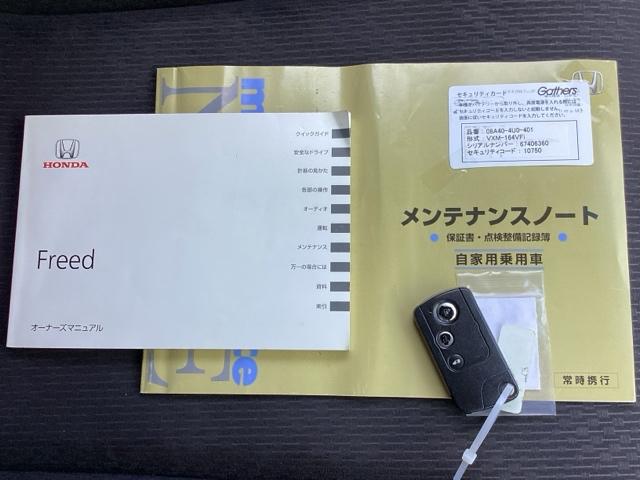 HONDA
Freed
オーナーズマニュアル
クイックガイド
安全なドライブ
計器の見かた
各部の操作
オーディオ
運転
メンテナンス
万一の場合には
資料
索引
セキュリティカード
Gathers
品番 : 08A40-4U0-401
形式 : VXM-164VFi
シリアルナンバー : 67406360
セキュリティコード : 10750
メンテナンスノート
保証書・点検整備記録簿
自家用乗用車
常時携行